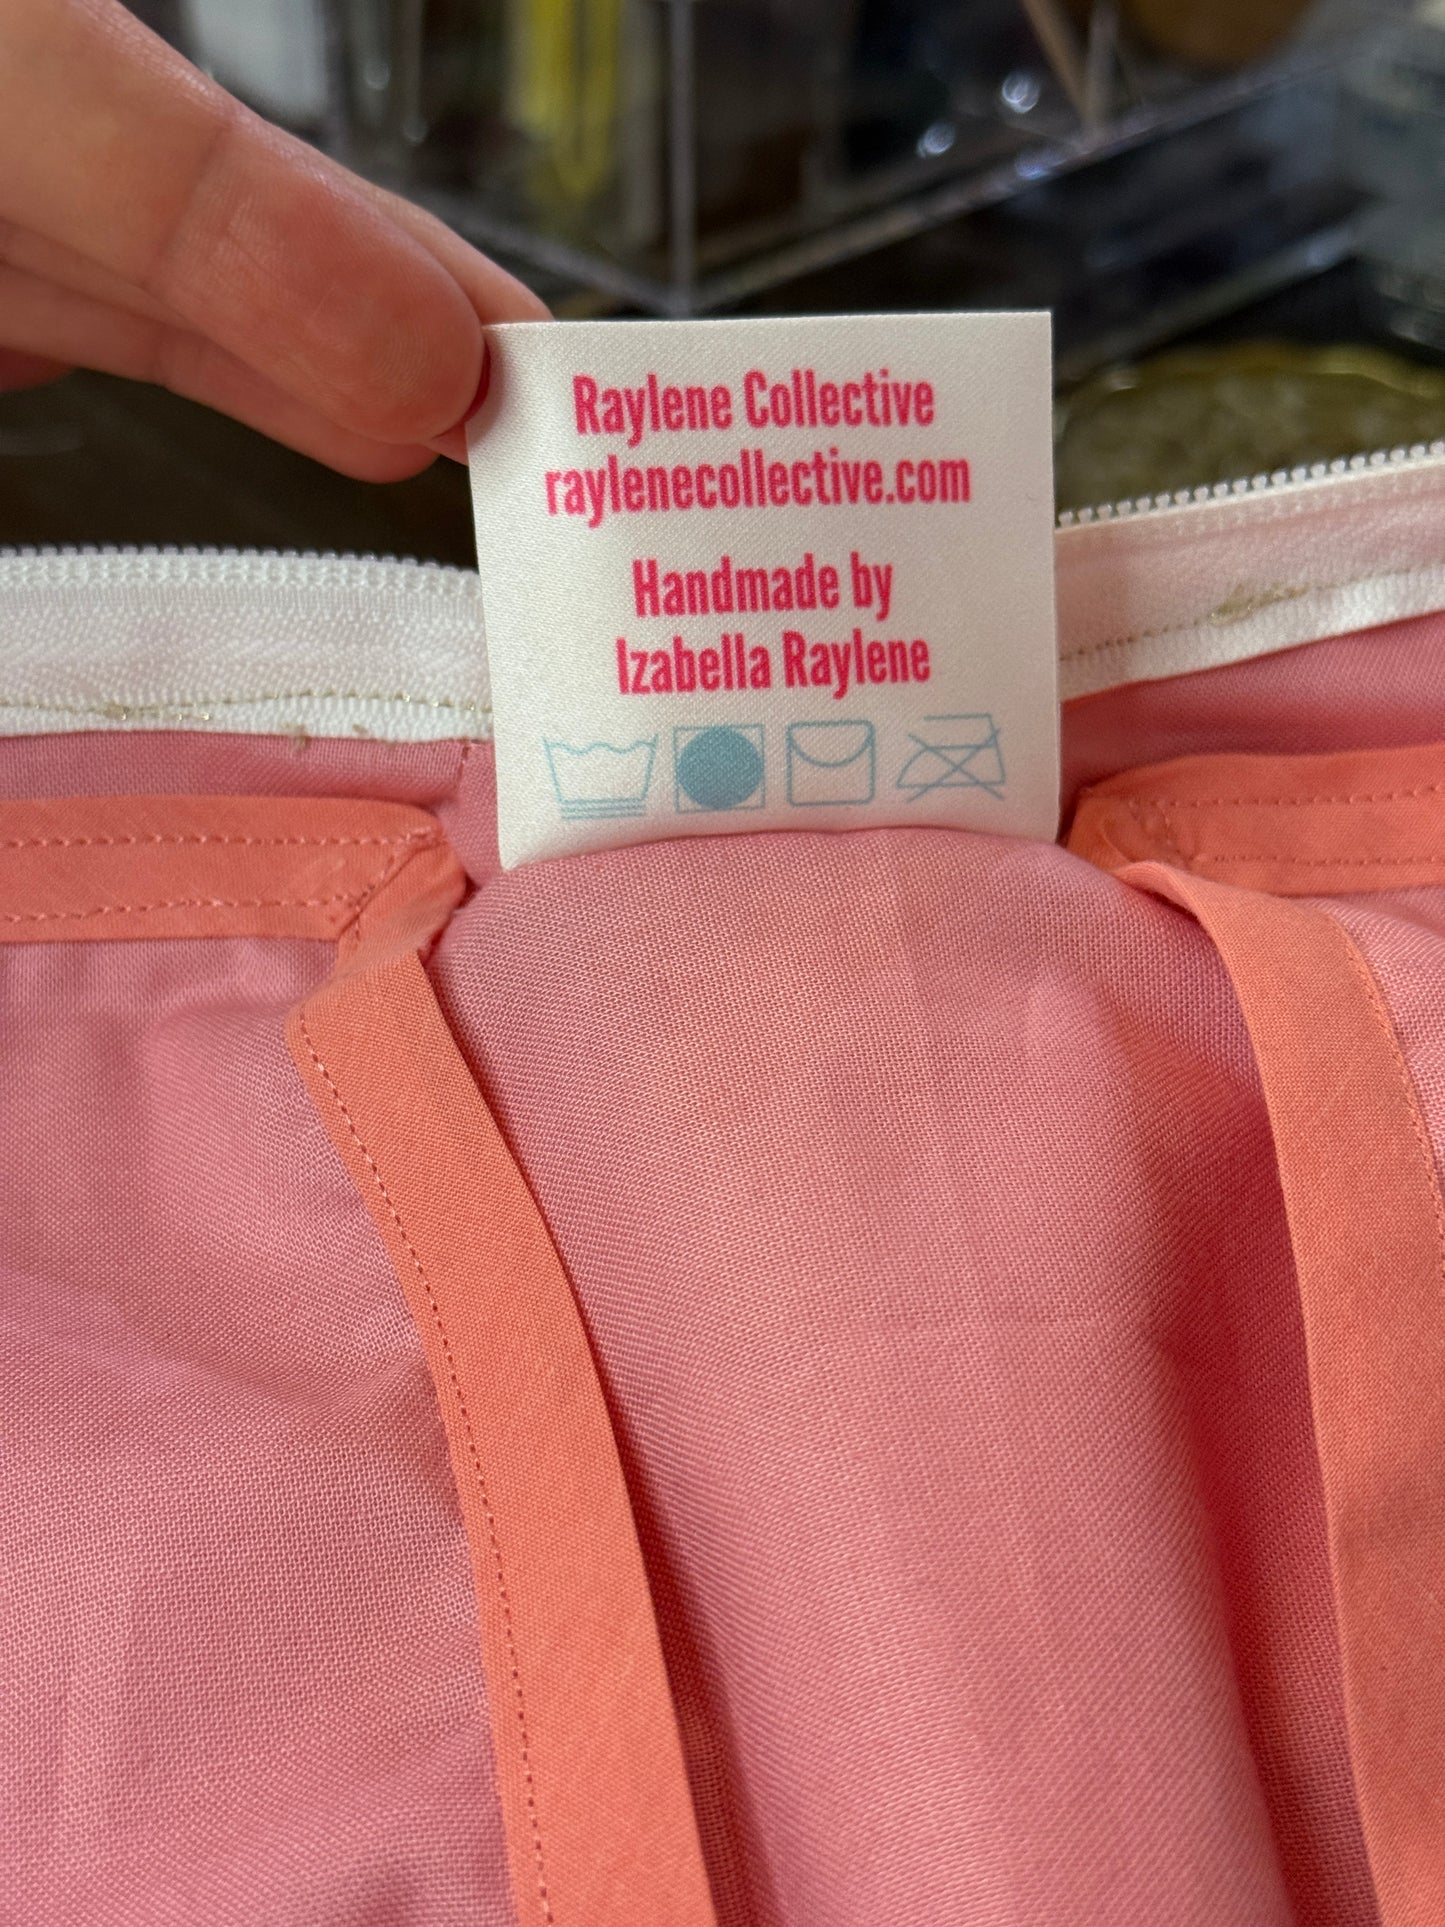 Raylene Collective
raylenecollective.com
Handmade by
Izabella Raylene